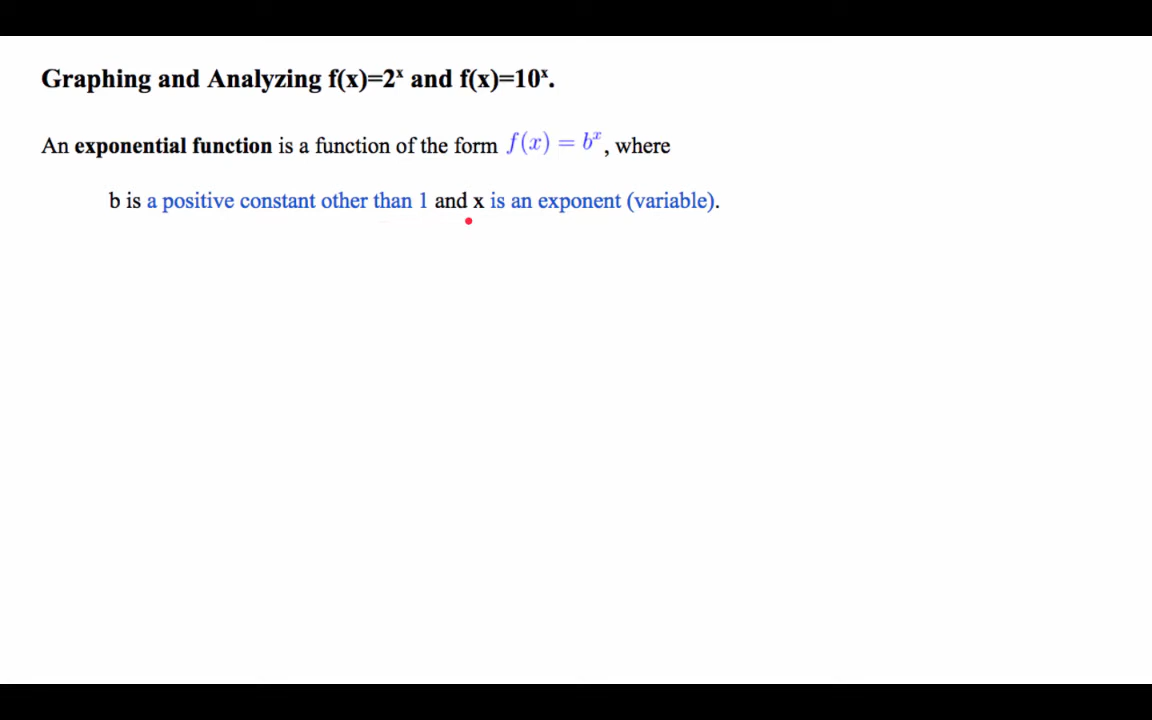 Graphing and Analyzing f(x)=2ˣ and f(x)=10ˣ.
An exponential function is a function of the form f(x) = bˣ, where
b is a positive constant other than 1 and x is an exponent (variable).